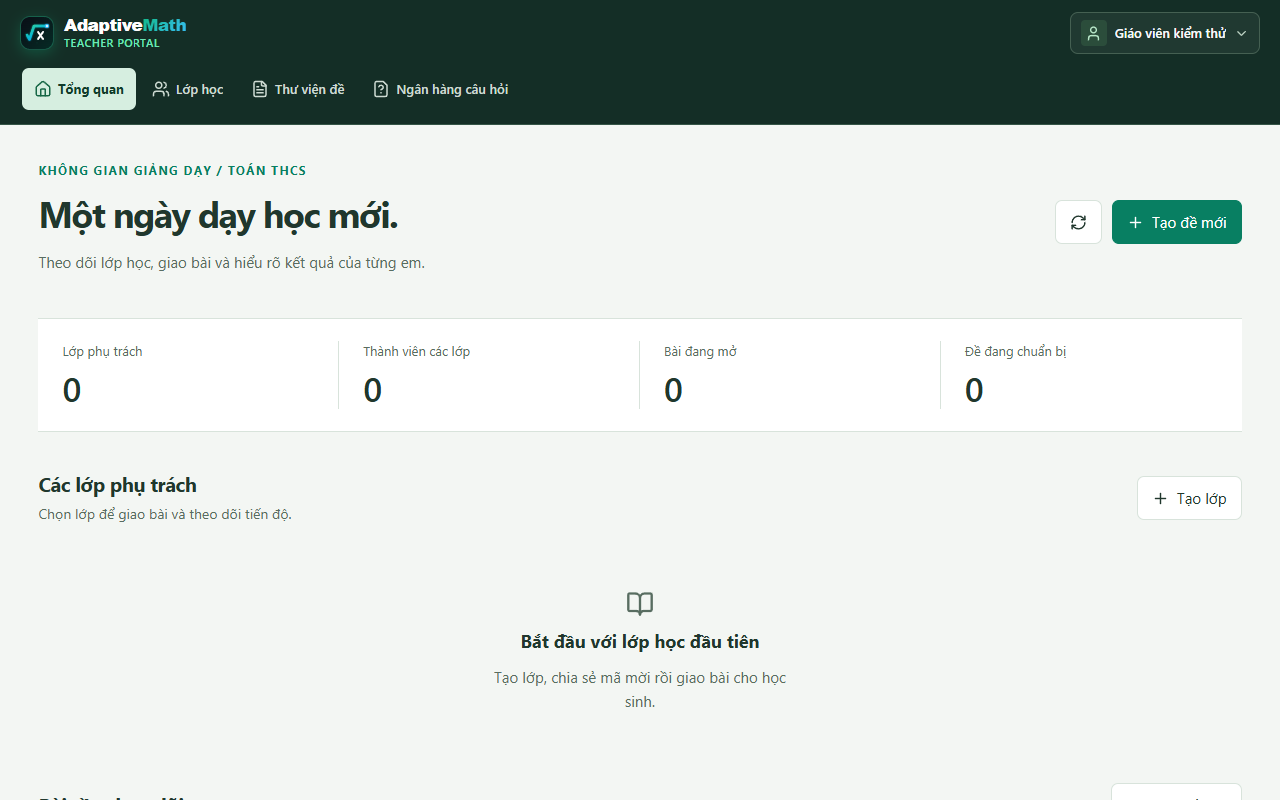 AdaptiveMath
TEACHER PORTAL
Giáo viên kiểm thử
Tổng quan
Lớp học
Thư viện đề
Ngân hàng câu hỏi
KHÔNG GIAN GIẢNG DẠY / TOÁN THCS
Một ngày dạy học mới.
Theo dõi lớp học, giao bài và hiểu rõ kết quả của từng em.
Tạo đề mới
Lớp phụ trách
0
Thành viên các lớp
0
Bài đang mở
0
Đề đang chuẩn bị
0
Các lớp phụ trách
Chọn lớp để giao bài và theo dõi tiến độ.
Tạo lớp
Bắt đầu với lớp học đầu tiên
Tạo lớp, chia sẻ mã mời rồi giao bài cho học
sinh.